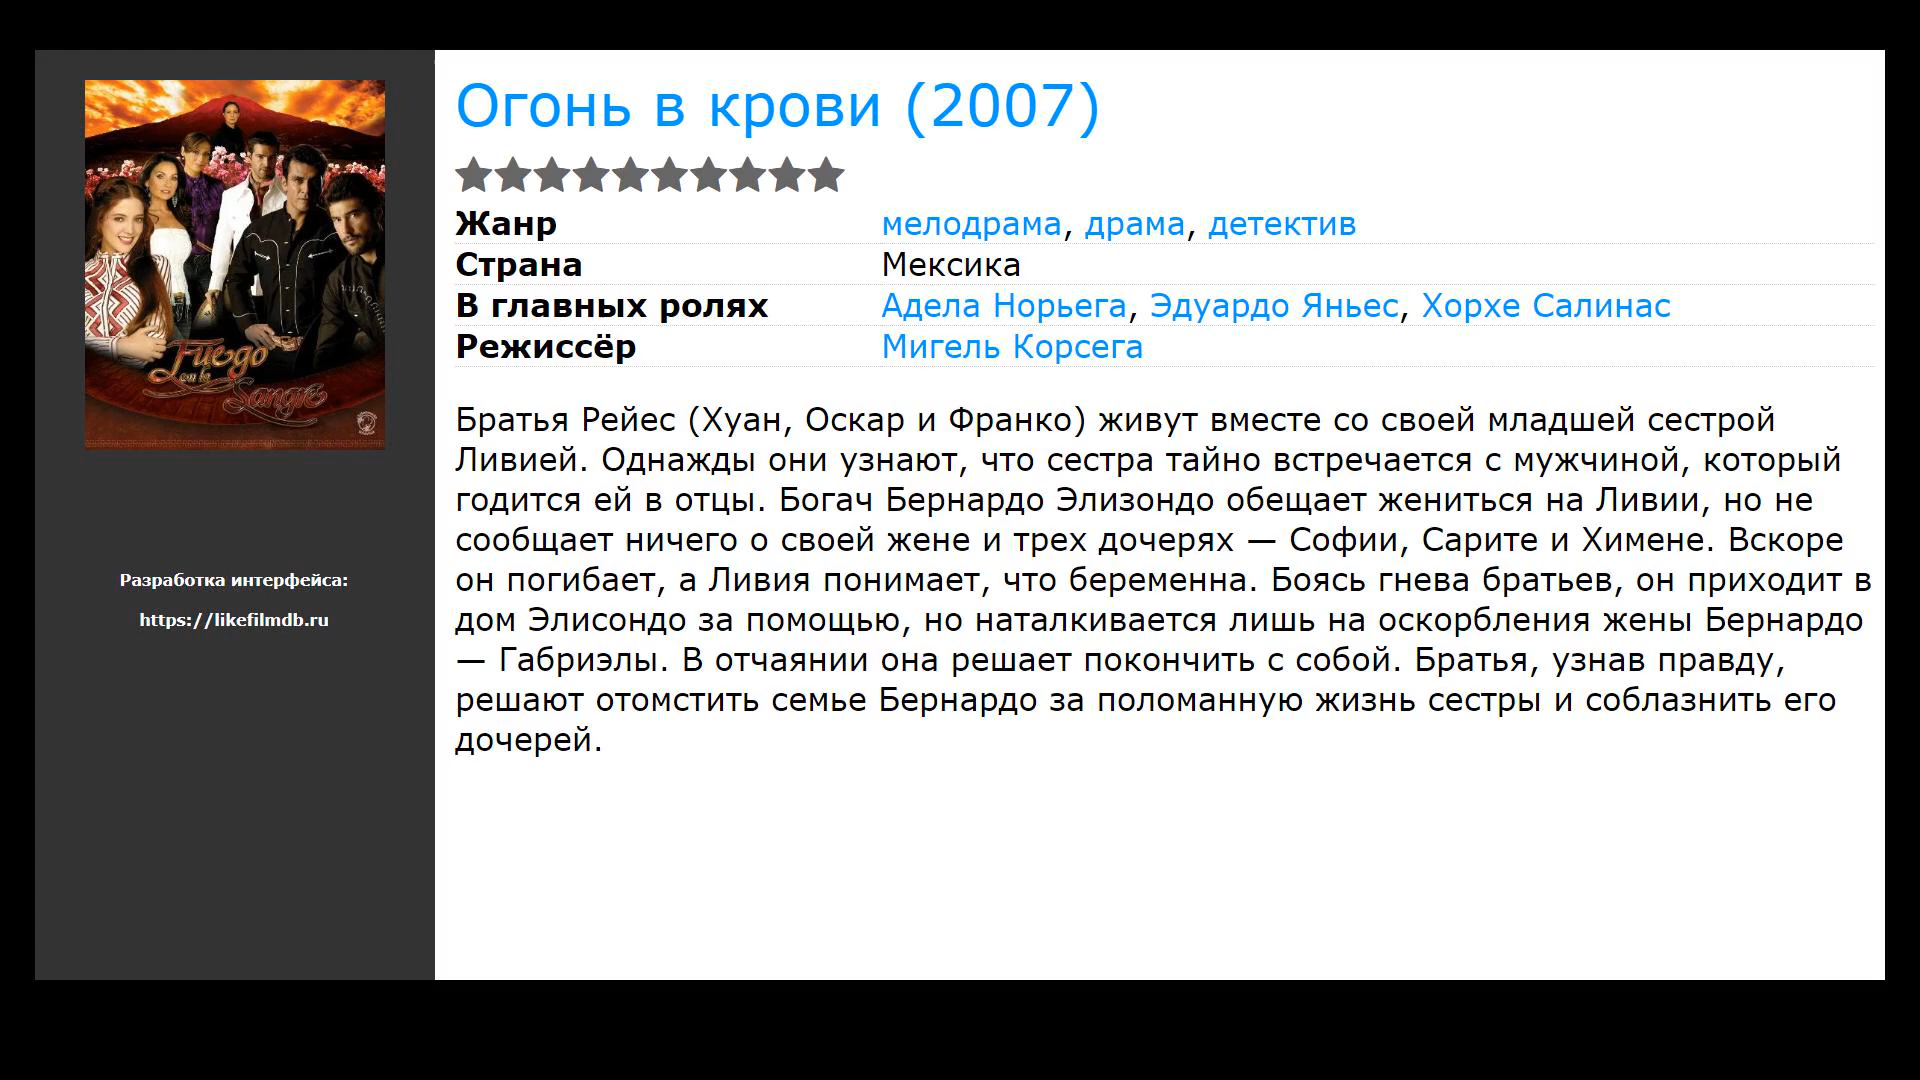 Огонь в крови (2007)
Жанр мелодрама, драма, детектив
Страна Мексика
В главных ролях Адела Норьега, Эдуардо Яньес, Хорхе Салинас
Режиссёр Мигель Корсега
Братья Рейес (Хуан, Оскар и Франко) живут вместе со своей младшей сестрой
Ливией. Однажды они узнают, что сестра тайно встречается с мужчиной, который
годится ей в отцы. Богач Бернардо Элизондо обещает жениться на Ливии, но не
сообщает ничего о своей жене и трех дочерях — Софии, Сарите и Химене. Вскоре
он погибает, а Ливия понимает, что беременна. Боясь гнева братьев, он приходит в
дом Элисондо за помощью, но наталкивается лишь на оскорбления жены Бернардо
— Габриэлы. В отчаянии она решает покончить с собой. Братья, узнав правду,
решают отомстить семье Бернардо за поломанную жизнь сестры и соблазнить его
дочерей.
Fuego
en la
Sangre
Разработка интерфейса:
https://likefilmdb.ru